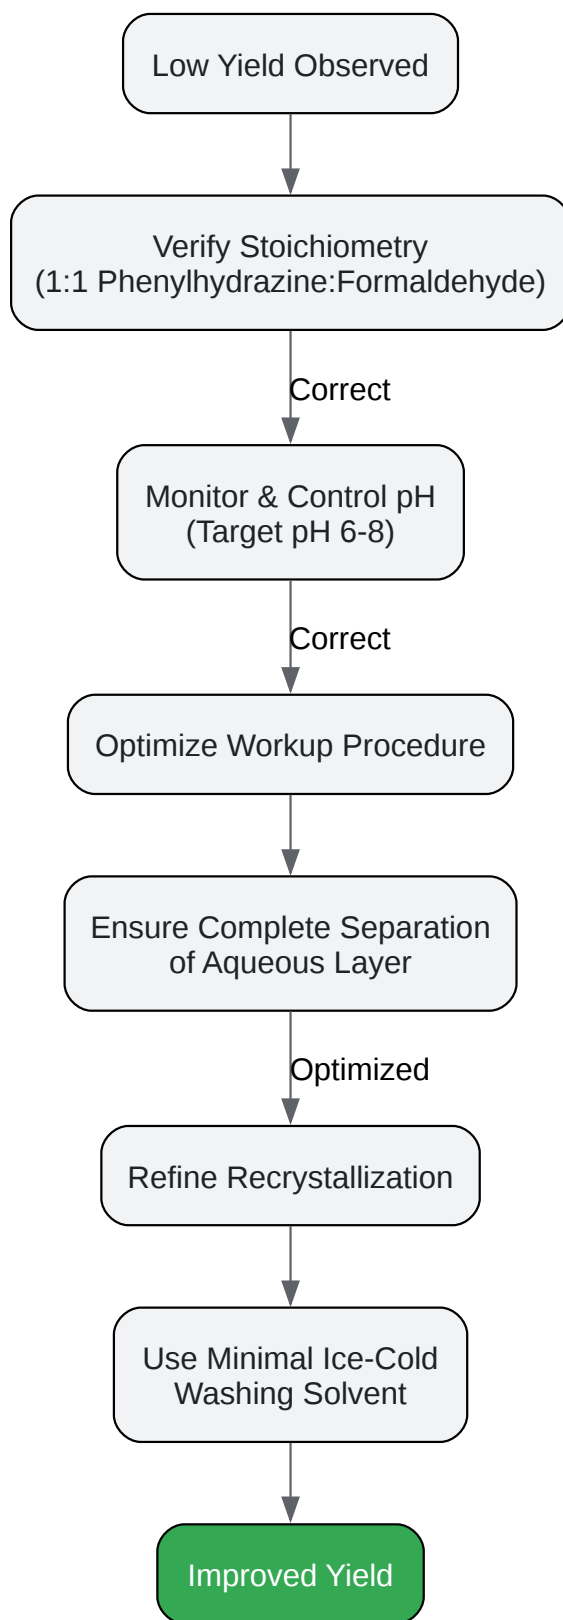 Low Yield Observed
Verify Stoichiometry
(1:1 Phenylhydrazine:Formaldehyde)
Correct
Monitor & Control pH
(Target pH 6-8)
Correct
Optimize Workup Procedure
Ensure Complete Separation
of Aqueous Layer
Optimized
Refine Recrystallization
Use Minimal Ice-Cold
Washing Solvent
Improved Yield